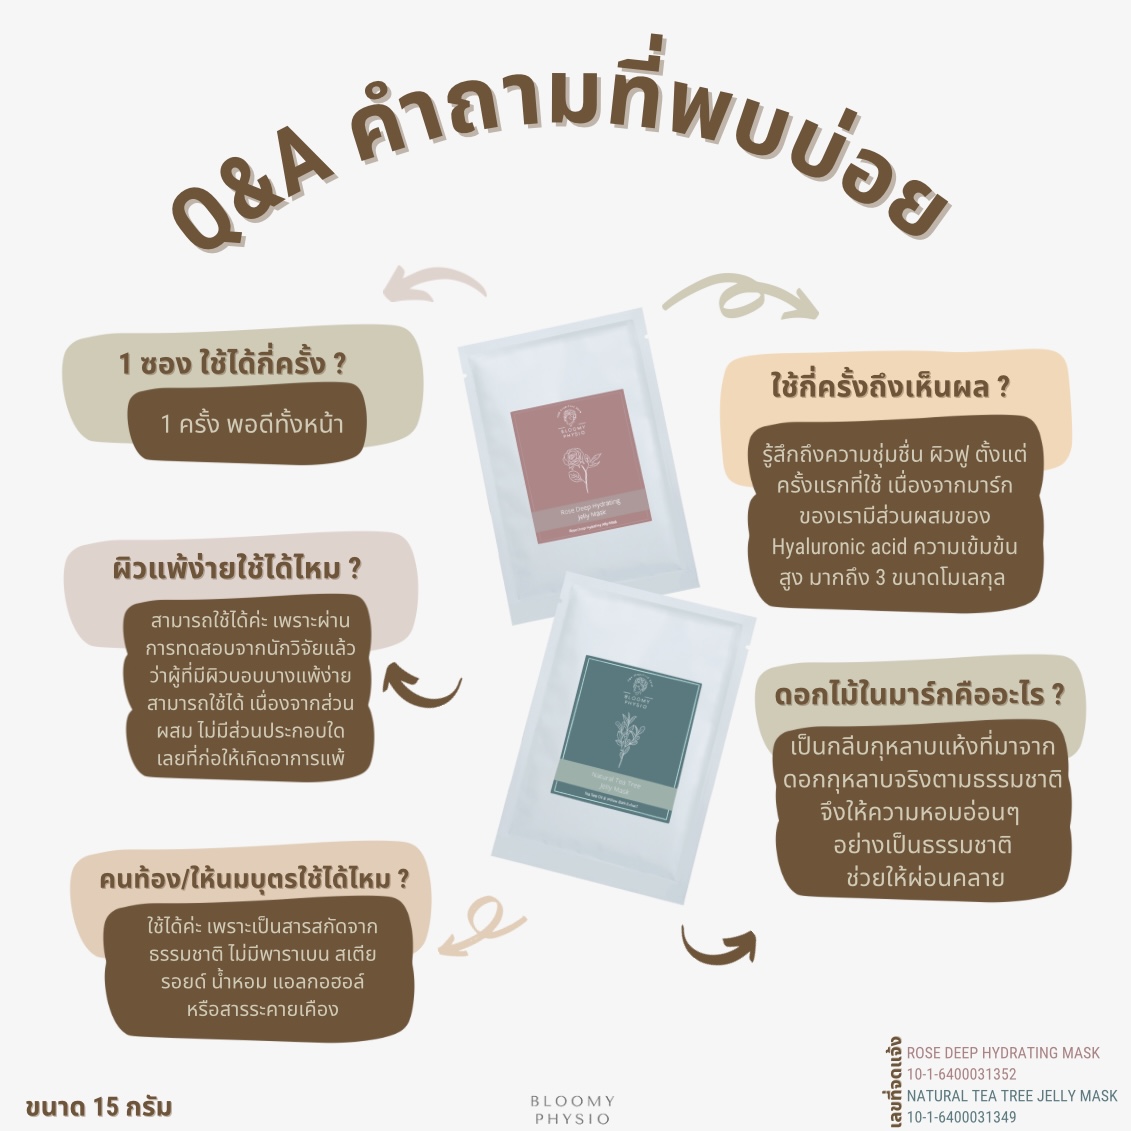 Q&A คำถามที่พบบ่อย
1 ซอง ใช้ได้กี่ครั้ง ?
1 ครั้ง พอดีทั้งหน้า
ใช้กี่ครั้งถึงเห็นผล ?
รู้สึกถึงความชุ่มชื่น ผิวฟู ตั้งแต่
ครั้งแรกที่ใช้ เนื่องจากมาร์ก
ของเรามีส่วนผสมของ
Hyaluronic acid ความเข้มข้น
สูง มากถึง 3 ขนาดโมเลกุล
BLOOMY
PHYSIO
Rose Deep Hydrating
Jelly Mask
ผิวแพ้ง่ายใช้ได้ไหม ?
สามารถใช้ได้ค่ะ เพราะผ่าน
การทดสอบจากนักวิจัยแล้ว
ว่าผู้ที่มีผิวบอบบางแพ้ง่าย
สามารถใช้ได้ เนื่องจากส่วน
ผสม ไม่มีส่วนประกอบใด
เลยที่ก่อให้เกิดอาการแพ้
BLOOMY
PHYSIO
Natural Tea Tree
Jelly Mask
ดอกไม้ในมาร์กคืออะไร ?
เป็นกลีบกุหลาบแห้งที่มาจาก
ดอกกุหลาบจริงตามธรรมชาติ
จึงให้ความหอมอ่อนๆ
อย่างเป็นธรรมชาติ
ช่วยให้ผ่อนคลาย
คนท้อง/ให้นมบุตรใช้ได้ไหม ?
ใช้ได้ค่ะ เพราะเป็นสารสกัดจาก
ธรรมชาติ ไม่มีพาราเบน สเตีย
รอยด์ น้ำหอม แอลกอฮอล์
หรือสารระคายเคือง
ขนาด 15 กรัม
BLOOMY
PHYSIO
เลขที่จดแจ้ง
ROSE DEEP HYDRATING MASK
10-1-6400031352
NATURAL TEA TREE JELLY MASK
10-1-6400031349